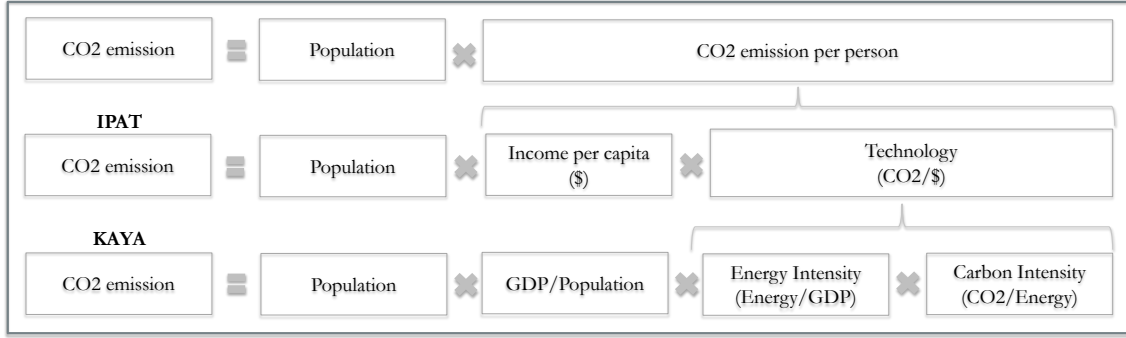 CO2 emission = Population × CO2 emission per person
IPAT
CO2 emission = Population × Income per capita ($) × Technology (CO2/$)
KAYA
CO2 emission = Population × GDP/Population × Energy Intensity (Energy/GDP) × Carbon Intensity (CO2/Energy)